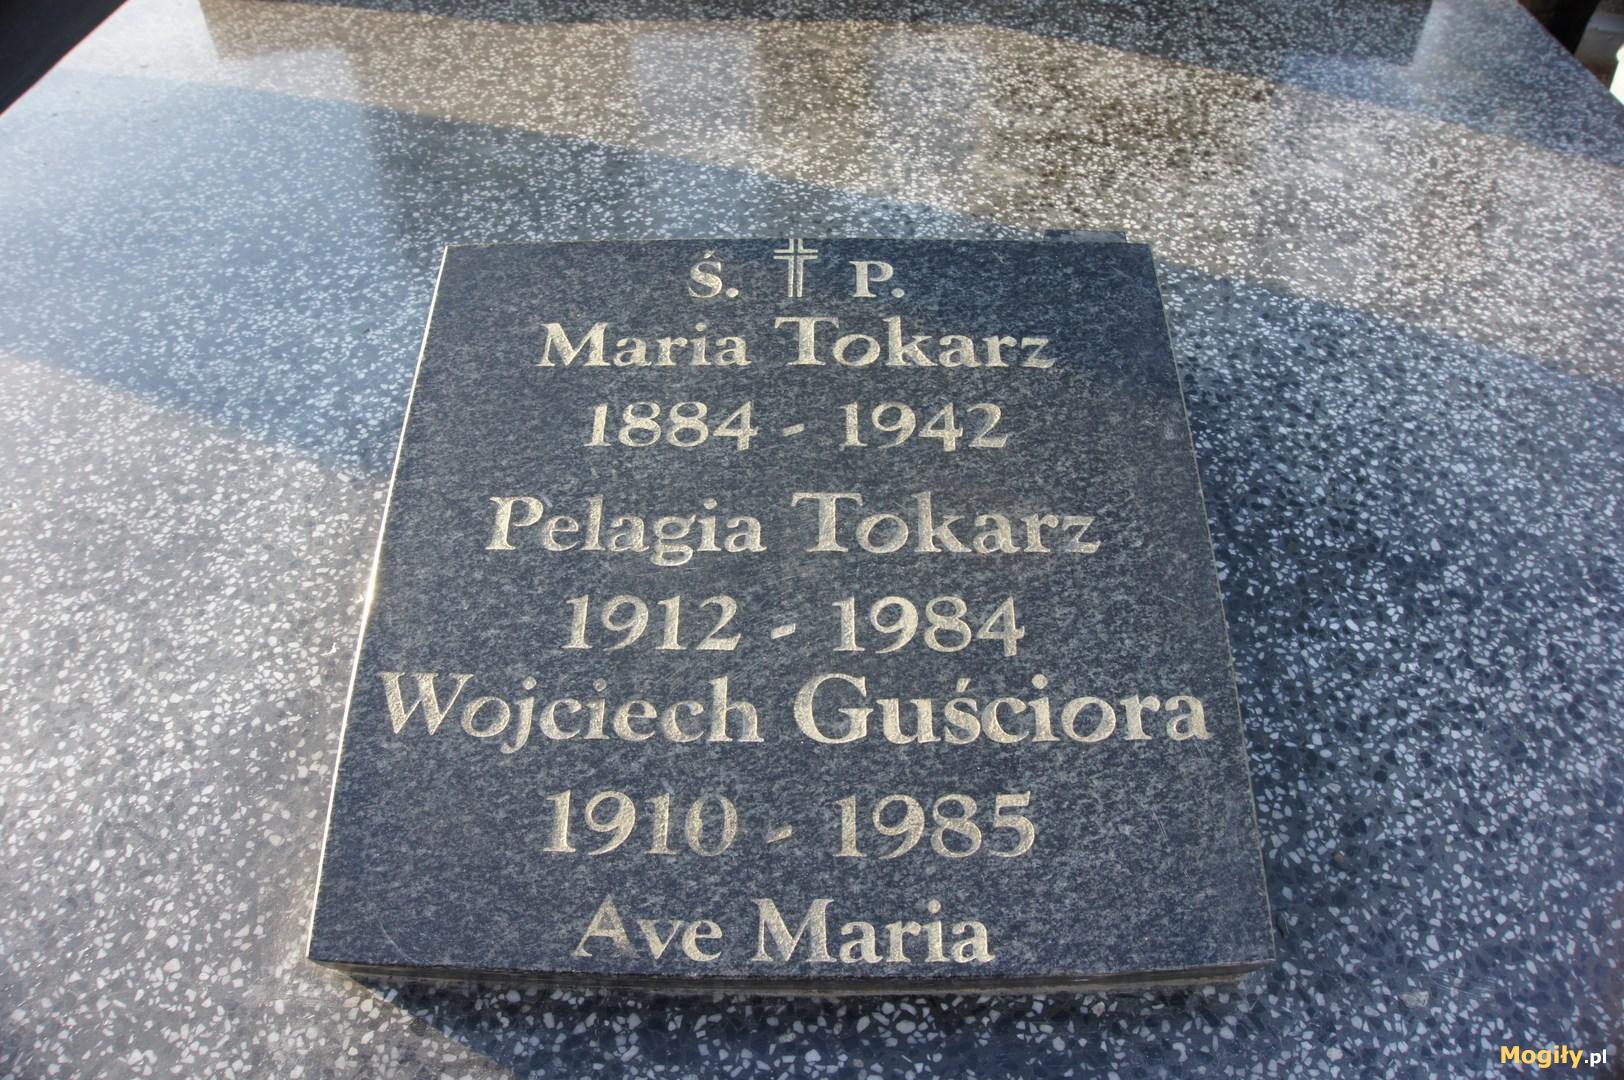 Ś. P.
Maria Tokarz
1884 - 1942
Pelagia Tokarz
1912 - 1984
Wojciech Guściora
1910 - 1985
Ave Maria
Mogiły.pl